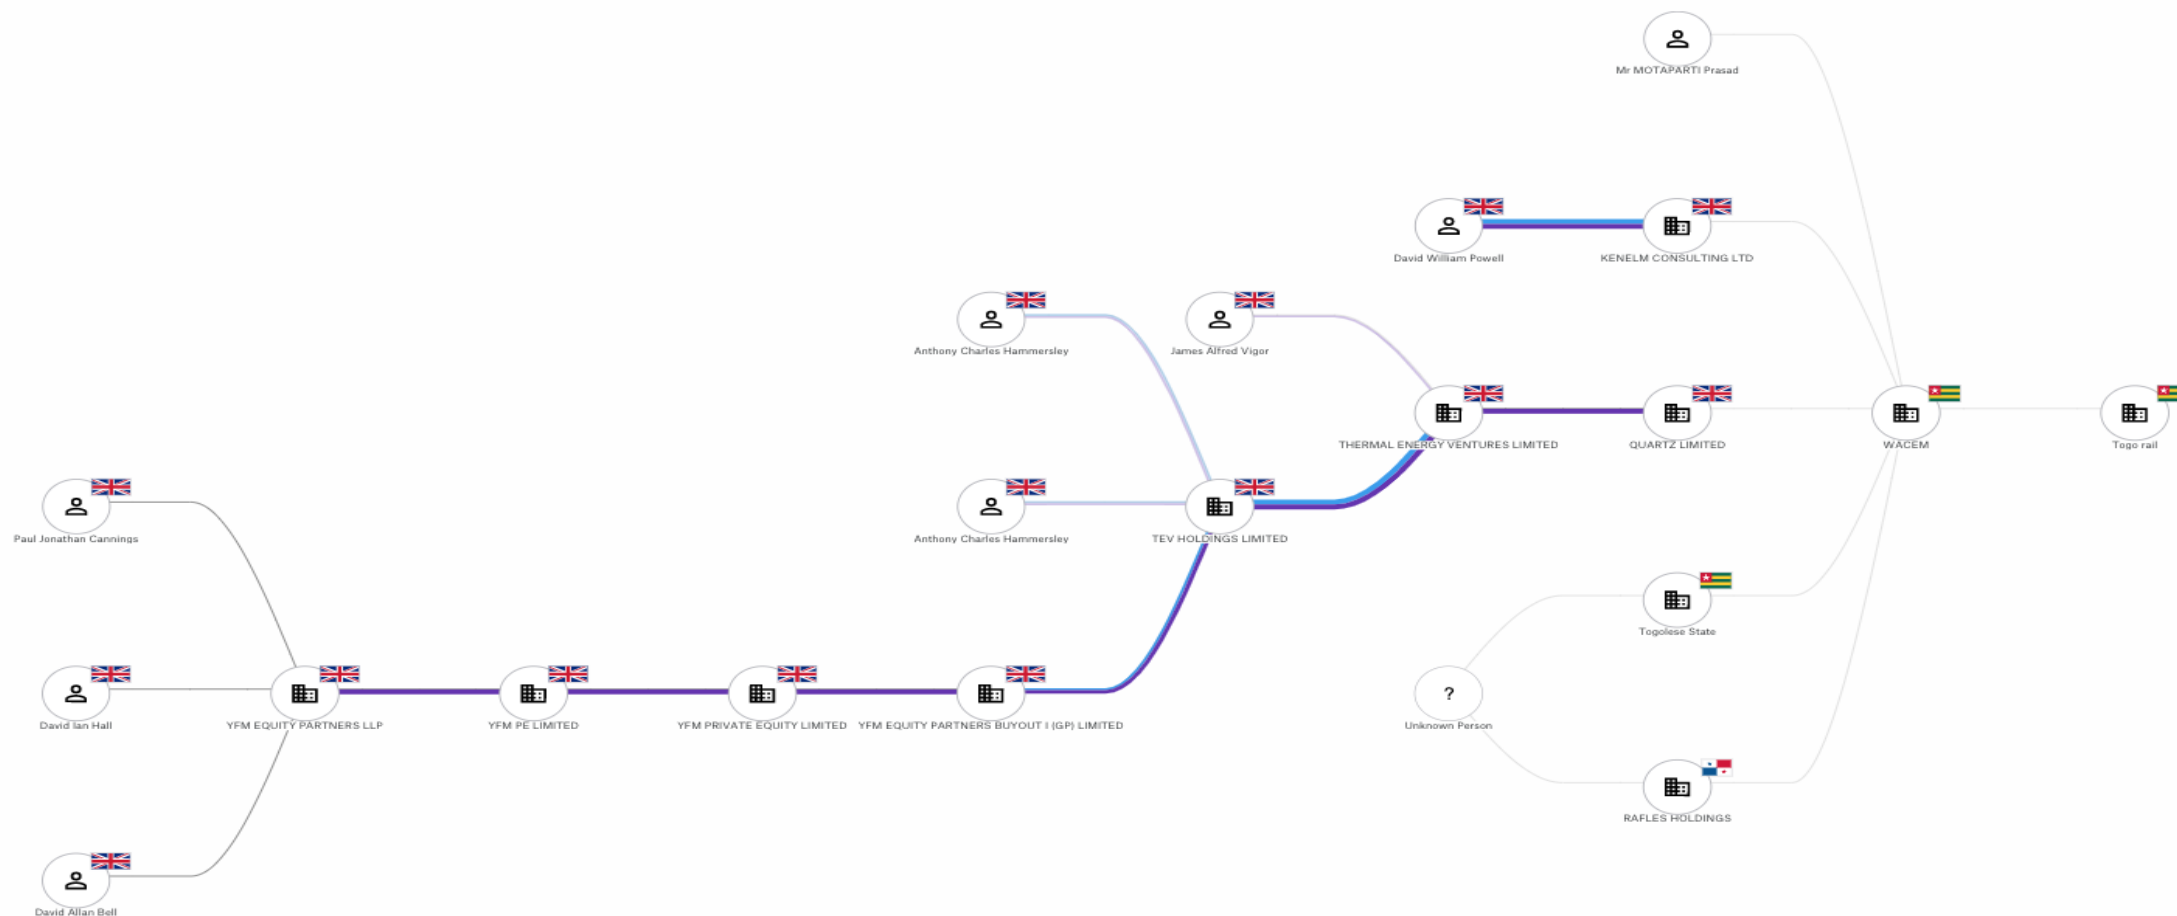 Mr MOTAPARTI Prasad
David William Powell
KENELM CONSULTING LTD
Anthony Charles Hammersley
James Alfred Vigor
THERMAL ENERGY VENTURES LIMITED
QUARTZ LIMITED
WACEM
Togo rail
Paul Jonathan Cannings
Anthony Charles Hammersley
TEV HOLDINGS LIMITED
Togolese State
?
David Ian Hall
YFM EQUITY PARTNERS LLP
YFM PE LIMITED
YFM PRIVATE EQUITY LIMITED
YFM EQUITY PARTNERS BUYOUT I (GP) LIMITED
Unknown Person
RAFLES HOLDINGS
David Allan Bell